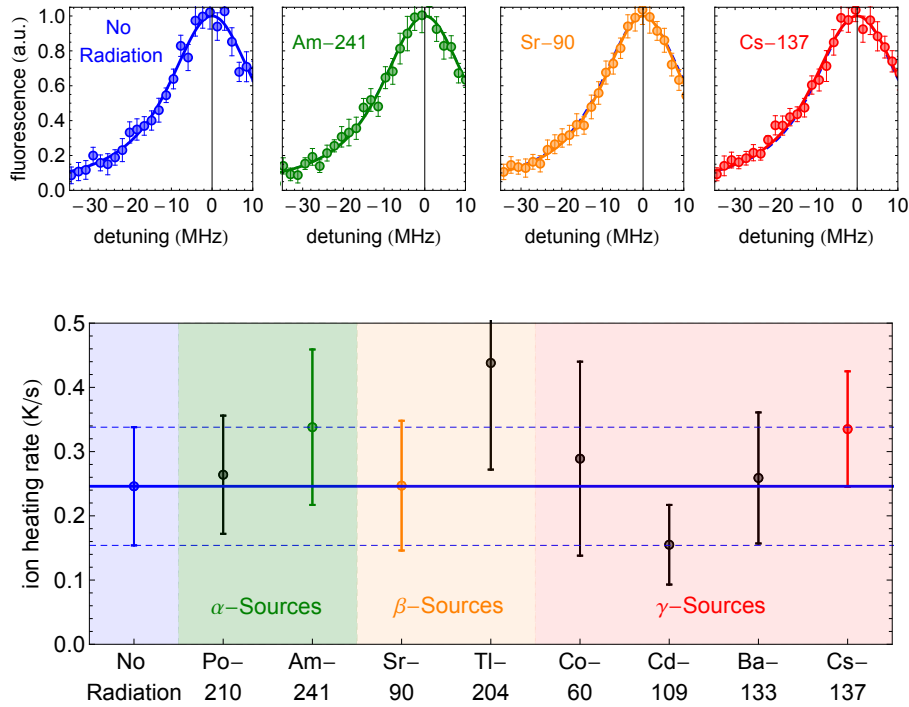 No
Radiation
Am−241
Sr−90
Cs−137
fluorescence (a.u.)
1.0
0.8
0.6
0.4
0.2
0.0
−30 −20 −10 0 10
−30 −20 −10 0 10
−30 −20 −10 0 10
−30 −20 −10 0 10
detuning (MHz)
detuning (MHz)
detuning (MHz)
detuning (MHz)
ion heating rate (K/s)
0.5
0.4
0.3
0.2
0.1
0.0
α−Sources
β−Sources
γ−Sources
No
Radiation
Po−
210
Am−
241
Sr−
90
Tl−
204
Co−
60
Cd−
109
Ba−
133
Cs−
137